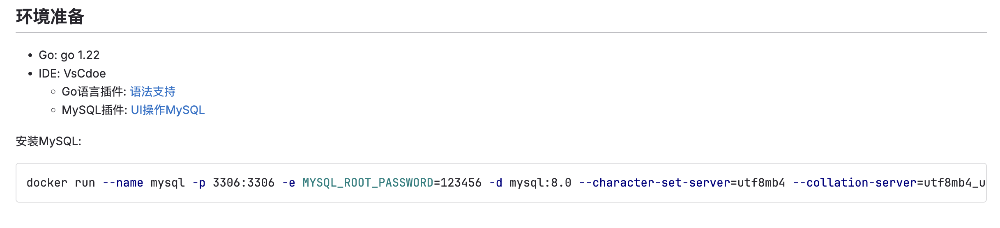 环境准备
Go: go 1.22
IDE: VsCdoe
Go语言插件: 语法支持
MySQL插件: UI操作MySQL
安装MySQL:
docker run --name mysql -p 3306:3306 -e MYSQL_ROOT_PASSWORD=123456 -d mysql:8.0 --character-set-server=utf8mb4 --collation-server=utf8mb4_u